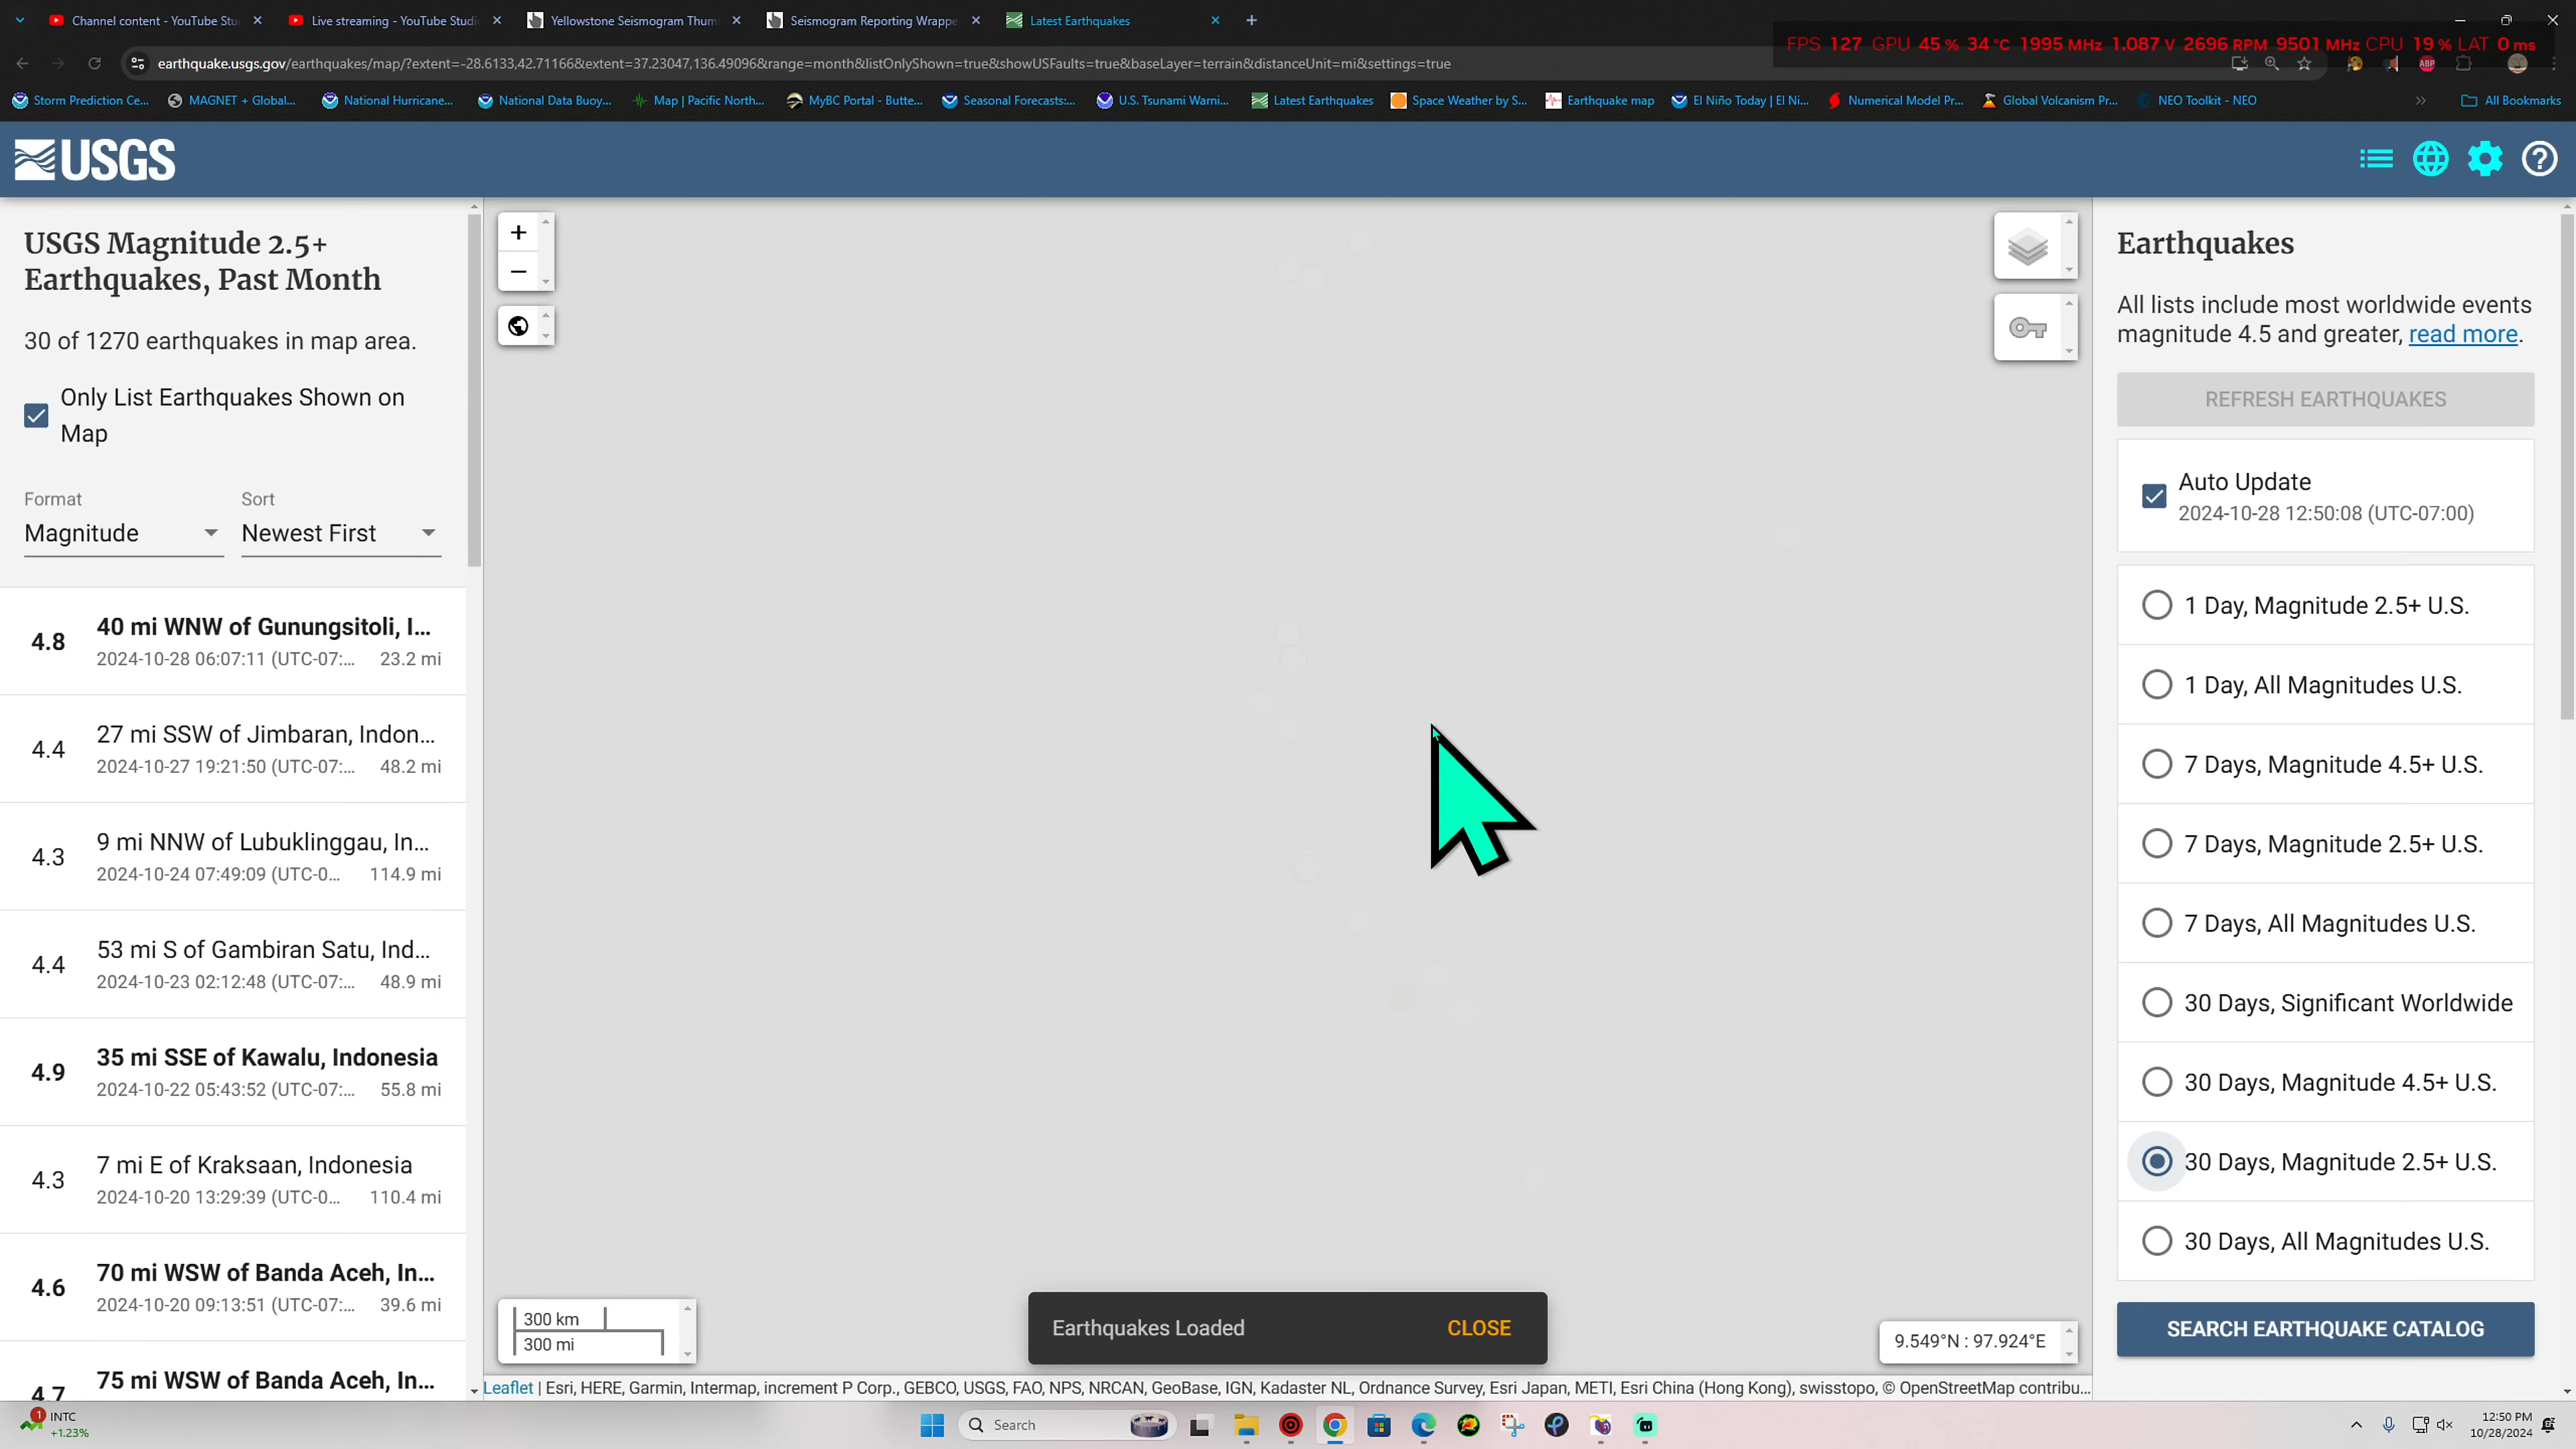 Channel content - YouTube Stu
Live streaming - YouTube Studi
Yellowstone Seismogram Thum
Seismogram Reporting Wrappe
Latest Earthquakes
FPS 127 GPU 45 % 34 °C 1995 MHz 1.087 V 2696 RPM 9501 MHz CPU 19 % LAT 0 ms
earthquake.usgs.gov/earthquakes/map/?extent=-28.6133,42.71166&extent=37.23047,136.49096&range=month&listOnlyShown=true&showUSFaults=true&baseLayer=terrain&distanceUnit=mi&settings=true
ABP
Storm Prediction Ce...
MAGNET + Global...
National Hurricane...
National Data Buoy...
Map | Pacific North...
MyBC Portal - Butte...
Seasonal Forecasts:...
U.S. Tsunami Warni...
Latest Earthquakes
Space Weather by S...
Earthquake map
El Niño Today | El Ni...
Numerical Model Pr...
Global Volcanism Pr...
NEO Toolkit - NEO
All Bookmarks
USGS
USGS Magnitude 2.5+
Earthquakes, Past Month
30 of 1270 earthquakes in map area.
Only List Earthquakes Shown on
Map
Format
Sort
Magnitude
Newest First
4.8
40 mi WNW of Gunungsitoli, I...
2024-10-28 06:07:11 (UTC-07:... 23.2 mi
4.4
27 mi SSW of Jimbaran, Indon...
2024-10-27 19:21:50 (UTC-07:... 48.2 mi
4.3
9 mi NNW of Lubuklinggau, In...
2024-10-24 07:49:09 (UTC-0... 114.9 mi
4.4
53 mi S of Gambiran Satu, Ind...
2024-10-23 02:12:48 (UTC-07:... 48.9 mi
4.9
35 mi SSE of Kawalu, Indonesia
2024-10-22 05:43:52 (UTC-07:... 55.8 mi
4.3
7 mi E of Kraksaan, Indonesia
2024-10-20 13:29:39 (UTC-0... 110.4 mi
4.6
70 mi WSW of Banda Aceh, In...
2024-10-20 09:13:51 (UTC-07:... 39.6 mi
4.7
75 mi WSW of Banda Aceh, In...
+
−
300 km
300 mi
Earthquakes Loaded CLOSE
9.549°N : 97.924°E
Leaflet | Esri, HERE, Garmin, Intermap, increment P Corp., GEBCO, USGS, FAO, NPS, NRCAN, GeoBase, IGN, Kadaster NL, Ordnance Survey, Esri Japan, METI, Esri China (Hong Kong), swisstopo, © OpenStreetMap contribu...
Earthquakes
All lists include most worldwide events
magnitude 4.5 and greater, read more.
REFRESH EARTHQUAKES
Auto Update
2024-10-28 12:50:08 (UTC-07:00)
1 Day, Magnitude 2.5+ U.S.
1 Day, All Magnitudes U.S.
7 Days, Magnitude 4.5+ U.S.
7 Days, Magnitude 2.5+ U.S.
7 Days, All Magnitudes U.S.
30 Days, Significant Worldwide
30 Days, Magnitude 4.5+ U.S.
30 Days, Magnitude 2.5+ U.S.
30 Days, All Magnitudes U.S.
SEARCH EARTHQUAKE CATALOG
1
INTC
+1.23%
Search
12:50 PM
10/28/2024